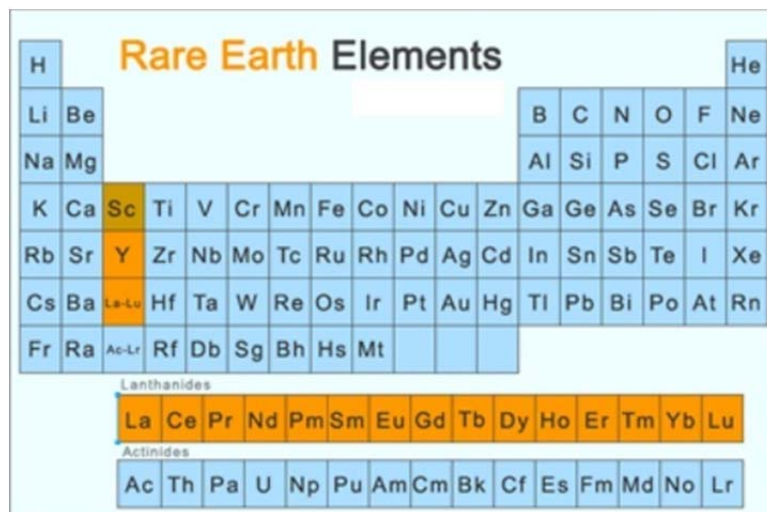 Rare Earth Elements
H He
Li Be B C N O F Ne
Na Mg Al Si P S Cl Ar
K Ca Sc Ti V Cr Mn Fe Co Ni Cu Zn Ga Ge As Se Br Kr
Rb Sr Y Zr Nb Mo Tc Ru Rh Pd Ag Cd In Sn Sb Te I Xe
Cs Ba La-Lu Hf Ta W Re Os Ir Pt Au Hg Tl Pb Bi Po At Rn
Fr Ra Ac-Lr Rf Db Sg Bh Hs Mt
Lanthanides
La Ce Pr Nd Pm Sm Eu Gd Tb Dy Ho Er Tm Yb Lu
Actinides
Ac Th Pa U Np Pu Am Cm Bk Cf Es Fm Md No Lr